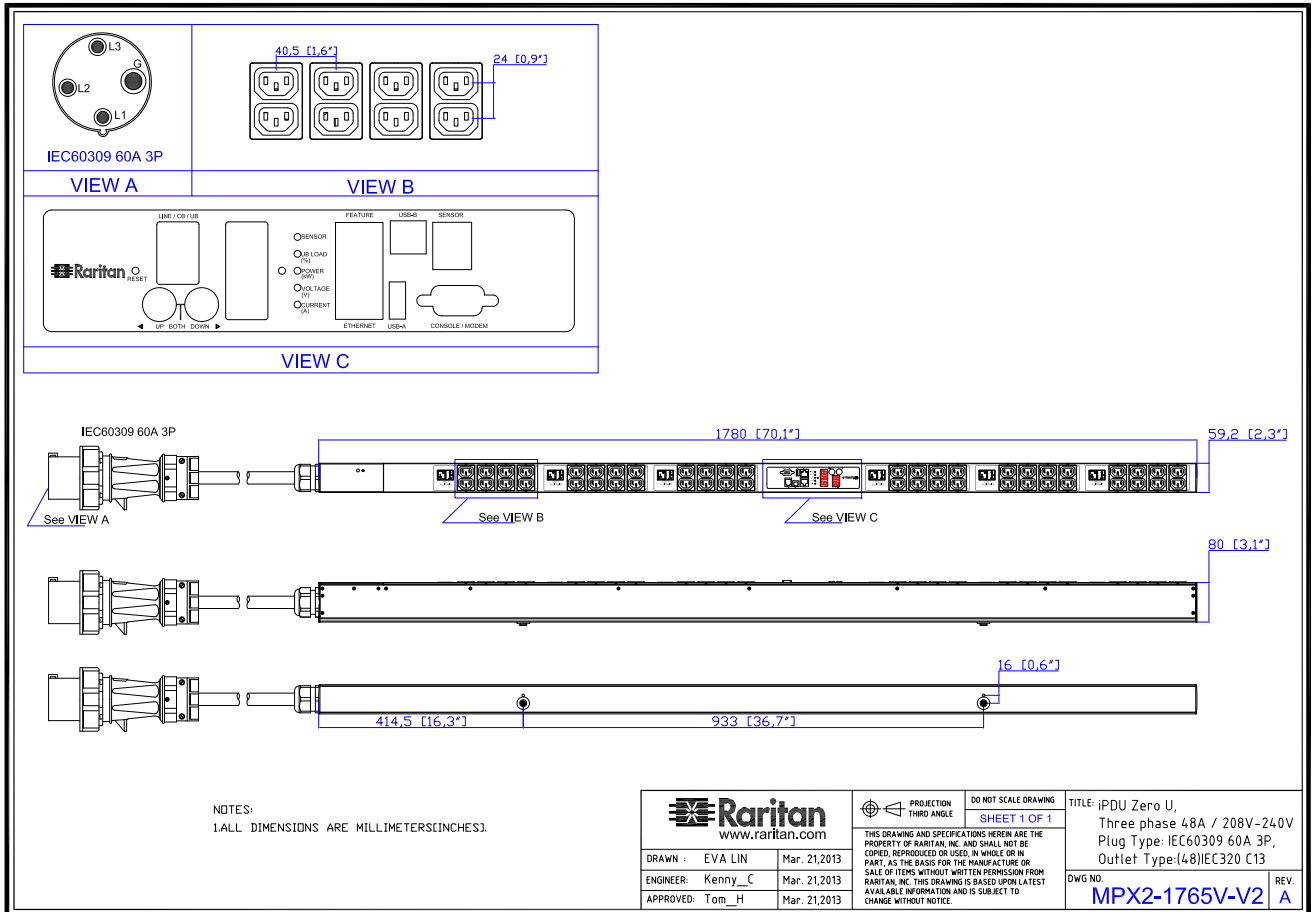 L3
G
L2
L1
IEC60309 60A 3P
VIEW A
40,5 [1,6"]
24 [0,9"]
VIEW B
LINE / CB / UB
FEATURE
USB-B
SENSOR
Raritan
RESET
SENSOR
UB LOAD
(%)
POWER
(kW)
VOLTAGE
(V)
CURRENT
(A)
UP BOTH DOWN
ETHERNET
USB-A
CONSOLE / MODEM
VIEW C
IEC60309 60A 3P
1780 [70,1"]
59,2 [2,3"]
See VIEW A
See VIEW B
See VIEW C
80 [3,1"]
16 [0,6"]
414,5 [16,3"]
933 [36,7"]
NOTES:
1.ALL DIMENSIONS ARE MILLIMETERS[INCHES].
Raritan
www.raritan.com
DRAWN : EVA LIN Mar. 21,2013
ENGINEER: Kenny_C Mar. 21,2013
APPROVED: Tom_H Mar. 21,2013
PROJECTION
THIRD ANGLE
DO NOT SCALE DRAWING
SHEET 1 OF 1
THIS DRAWING AND SPECIFICATIONS HEREIN ARE THE
PROPERTY OF RARITAN, INC. AND SHALL NOT BE
COPIED, REPRODUCED OR USED, IN WHOLE OR IN
PART, AS THE BASIS FOR THE MANUFACTURE OR
SALE OF ITEMS WITHOUT WRITTEN PERMISSION FROM
RARITAN, INC. THIS DRAWING IS BASED UPON LATEST
AVAILABLE INFORMATION AND IS SUBJECT TO
CHANGE WITHOUT NOTICE.
TITLE: iPDU Zero U,
Three phase 48A / 208V-240V
Plug Type: IEC60309 60A 3P,
Outlet Type:(48)IEC320 C13
DWG NO.
MPX2-1765V-V2
REV.
A